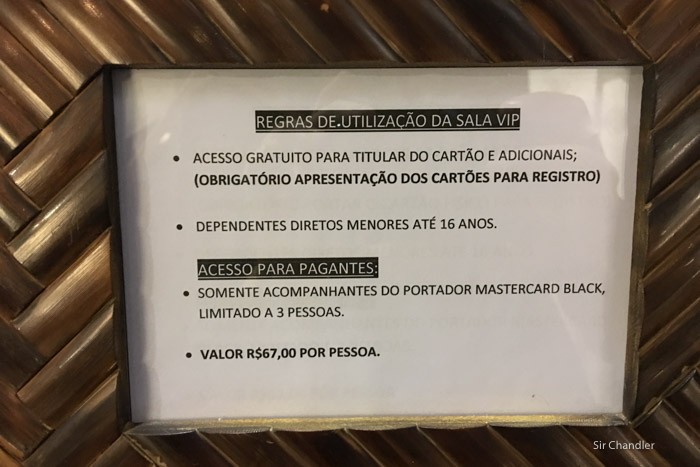 REGRAS DE UTILIZAÇÃO DA SALA VIP
• ACESSO GRATUITO PARA TITULAR DO CARTÃO E ADICIONAIS;
(OBRIGATÓRIO APRESENTAÇÃO DOS CARTÕES PARA REGISTRO)
• DEPENDENTES DIRETOS MENORES ATÉ 16 ANOS.
ACESSO PARA PAGANTES:
• SOMENTE ACOMPANHANTES DO PORTADOR MASTERCARD BLACK,
LIMITADO A 3 PESSOAS.
• VALOR R$67,00 POR PESSOA.
Sir Chandler